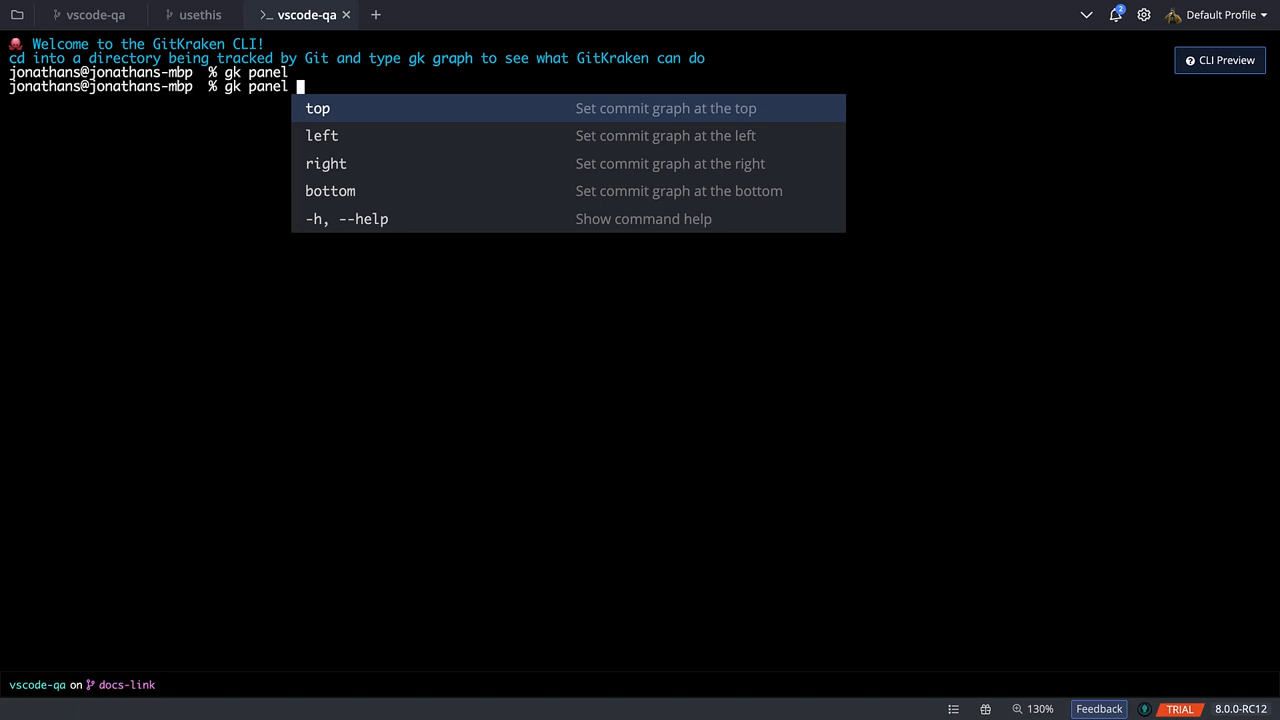 vscode-qa
usethis
>_ vscode-qa × +
2
Default Profile
Welcome to the GitKraken CLI!
cd into a directory being tracked by Git and type gk graph to see what GitKraken can do
CLI Preview
jonathans@jonathans-mbp % gk panel
jonathans@jonathans-mbp % gk panel
top Set commit graph at the top
left Set commit graph at the left
right Set commit graph at the right
bottom Set commit graph at the bottom
-h, --help Show command help
vscode-qa on docs-link
130% Feedback TRIAL 8.0.0-RC12